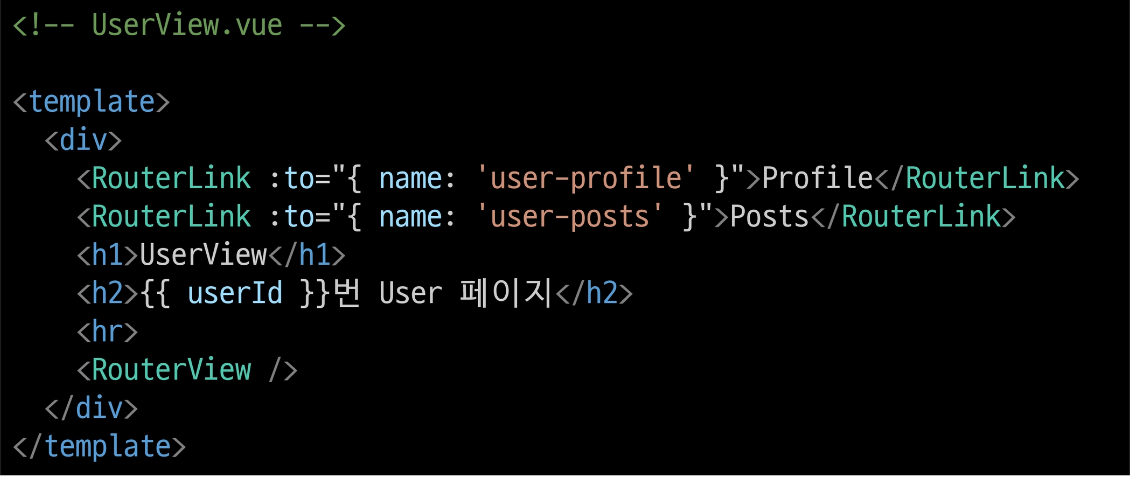 <!-- UserView.vue -->
<template>
  <div>
    <RouterLink :to="{ name: 'user-profile' }">Profile</RouterLink>
    <RouterLink :to="{ name: 'user-posts' }">Posts</RouterLink>
    <h1>UserView</h1>
    <h2>{{ userId }}번 User 페이지</h2>
    <hr>
    <RouterView />
  </div>
</template>